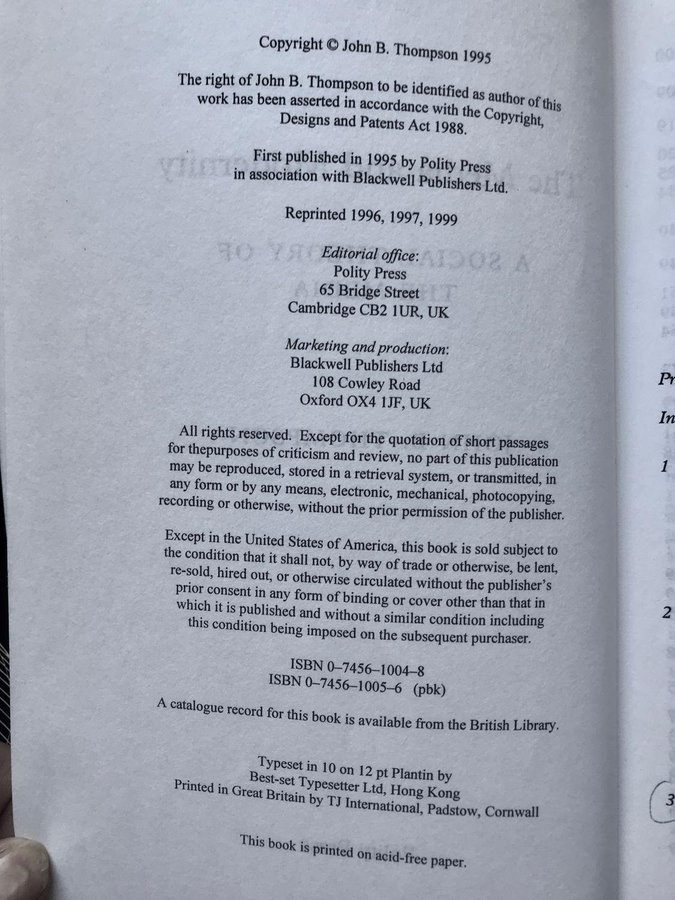 Copyright © John B. Thompson 1995
The right of John B. Thompson to be identified as author of this
work has been asserted in accordance with the Copyright,
Designs and Patents Act 1988.
First published in 1995 by Polity Press
in association with Blackwell Publishers Ltd.
Reprinted 1996, 1997, 1999
Editorial office:
Polity Press
65 Bridge Street
Cambridge CB2 1UR, UK
Marketing and production:
Blackwell Publishers Ltd
108 Cowley Road
Oxford OX4 1JF, UK
All rights reserved. Except for the quotation of short passages
for thepurposes of criticism and review, no part of this publication
may be reproduced, stored in a retrieval system, or transmitted, in
any form or by any means, electronic, mechanical, photocopying,
recording or otherwise, without the prior permission of the publisher.
Except in the United States of America, this book is sold subject to
the condition that it shall not, by way of trade or otherwise, be lent,
re-sold, hired out, or otherwise circulated without the publisher's
prior consent in any form of binding or cover other than that in
which it is published and without a similar condition including
this condition being imposed on the subsequent purchaser.
ISBN 0–7456–1004–8
ISBN 0–7456–1005–6 (pbk)
A catalogue record for this book is available from the British Library.
Typeset in 10 on 12 pt Plantin by
Best-set Typesetter Ltd, Hong Kong
Printed in Great Britain by TJ International, Padstow, Cornwall
This book is printed on acid-free paper.
Pr
In
1
2
3